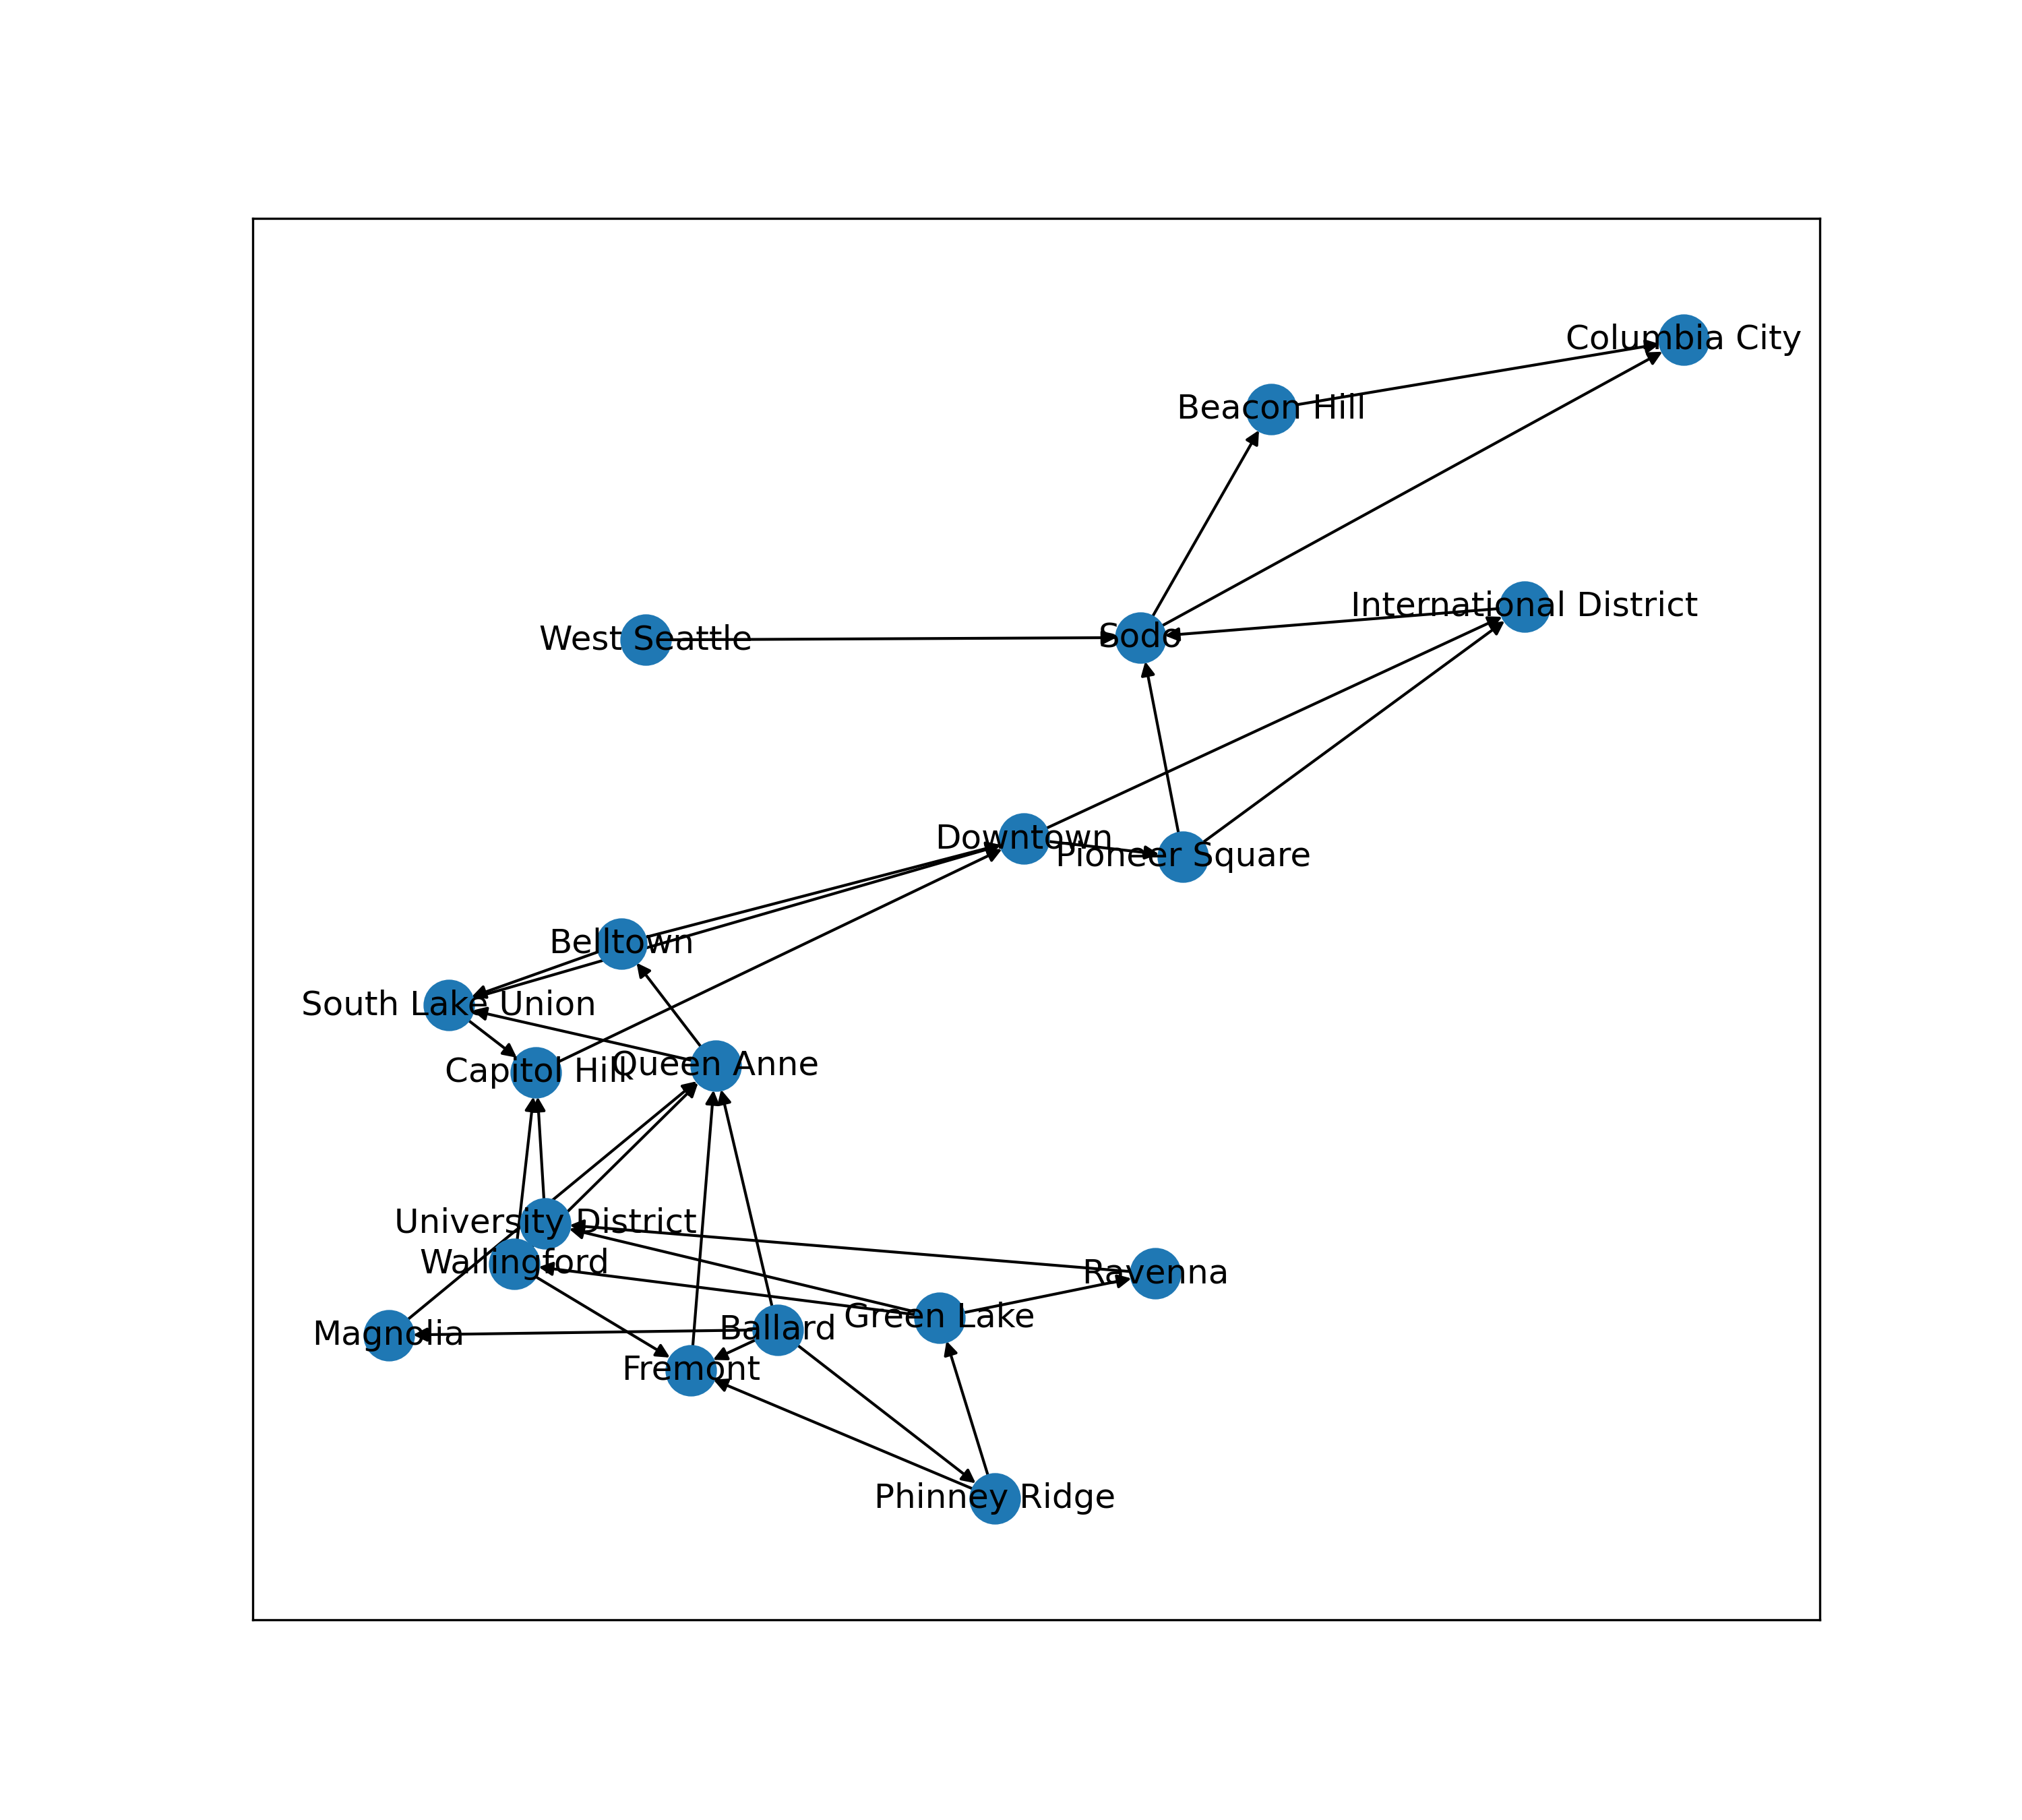 Columbia City
Beacon Hill
International District
West Seattle
Sodo
Downtown
Pioneer Square
Belltown
South Lake Union
Capitol Hill
Queen Anne
University District
Wallingford
Ravenna
Green Lake
Ballard
Magnolia
Fremont
Phinney Ridge